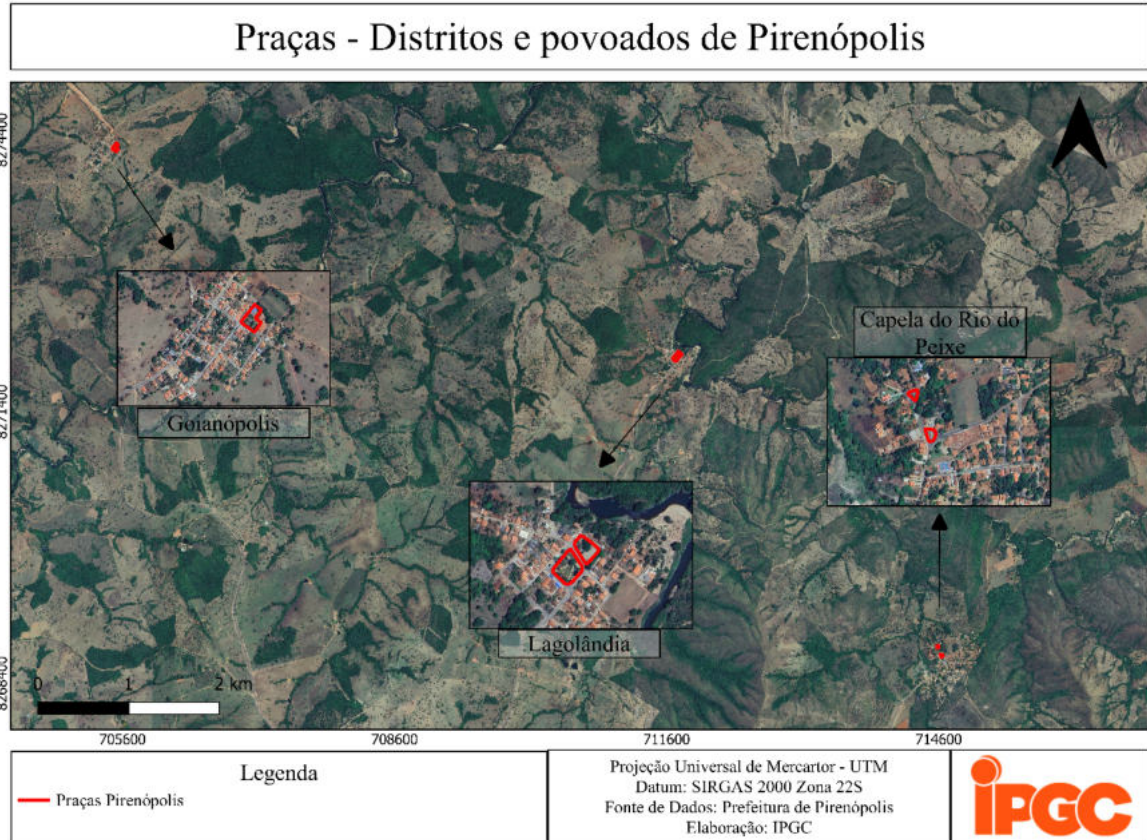 Praças - Distritos e povoados de Pirenópolis
8274400
Capela do Rio do
Peixe
8271400
Goianópolis
Lagolândia
8268400
0 1 2 km
705600 708600 711600 714600
Legenda
Praças Pirenópolis
Projeção Universal de Mercartor - UTM
Datum: SIRGAS 2000 Zona 22S
Fonte de Dados: Prefeitura de Pirenópolis
Elaboração: IPGC
iPGC